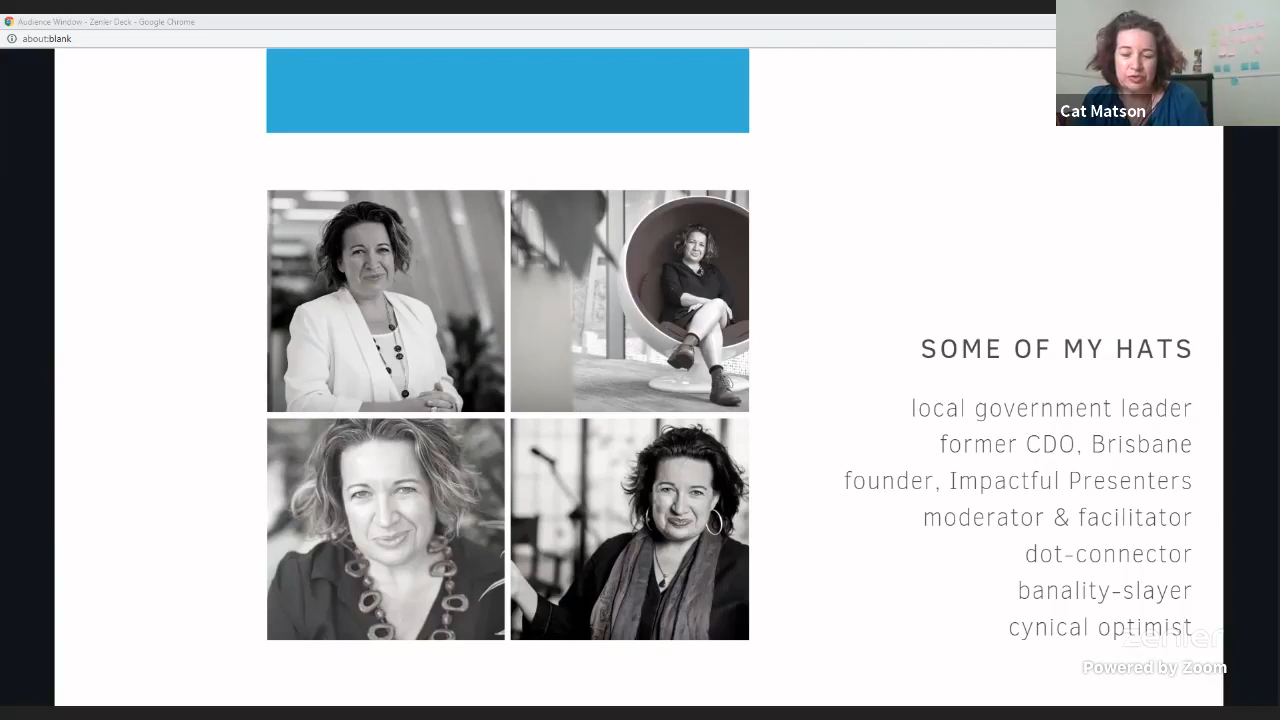 Audience Window - Zenler Deck - Google Chrome
about:blank
Cat Matson
SOME OF MY HATS
local government leader
former CDO, Brisbane
founder, Impactful Presenters
moderator & facilitator
dot-connector
banality-slayer
cynical optimist
zenler
Powered by Zoom